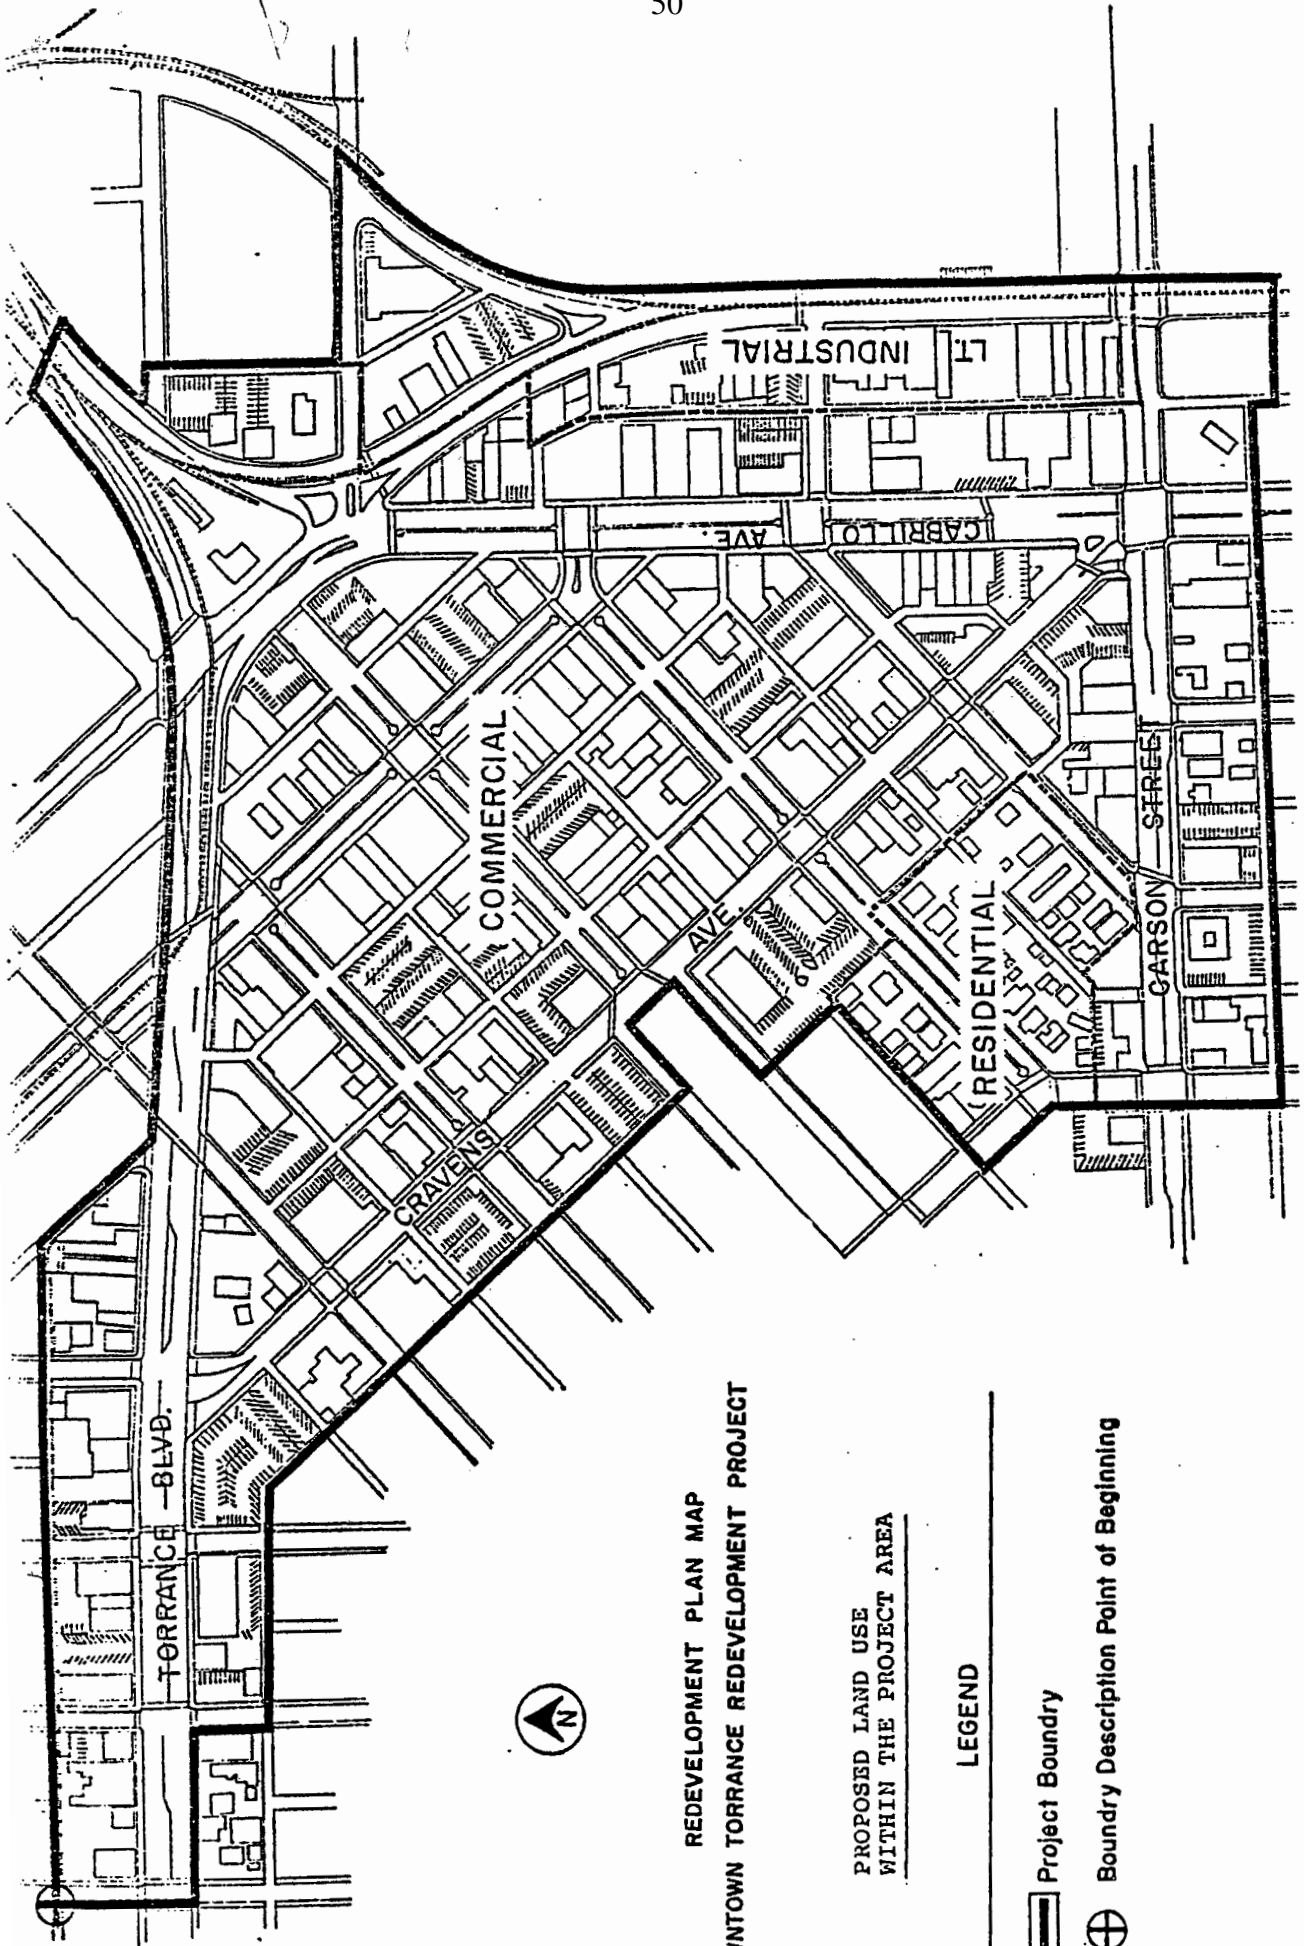 50
TORRANCE BLVD.
CRAVENS
AVE.
COMMERCIAL
CABRILLO
AVE.
LT.
INDUSTRIAL
RESIDENTIAL
CARSON STREET
N
REDEVELOPMENT PLAN MAP
NTOWN TORRANCE REDEVELOPMENT PROJECT
PROPOSED LAND USE
WITHIN THE PROJECT AREA
LEGEND
Project Boundry
Boundry Description Point of Beginning